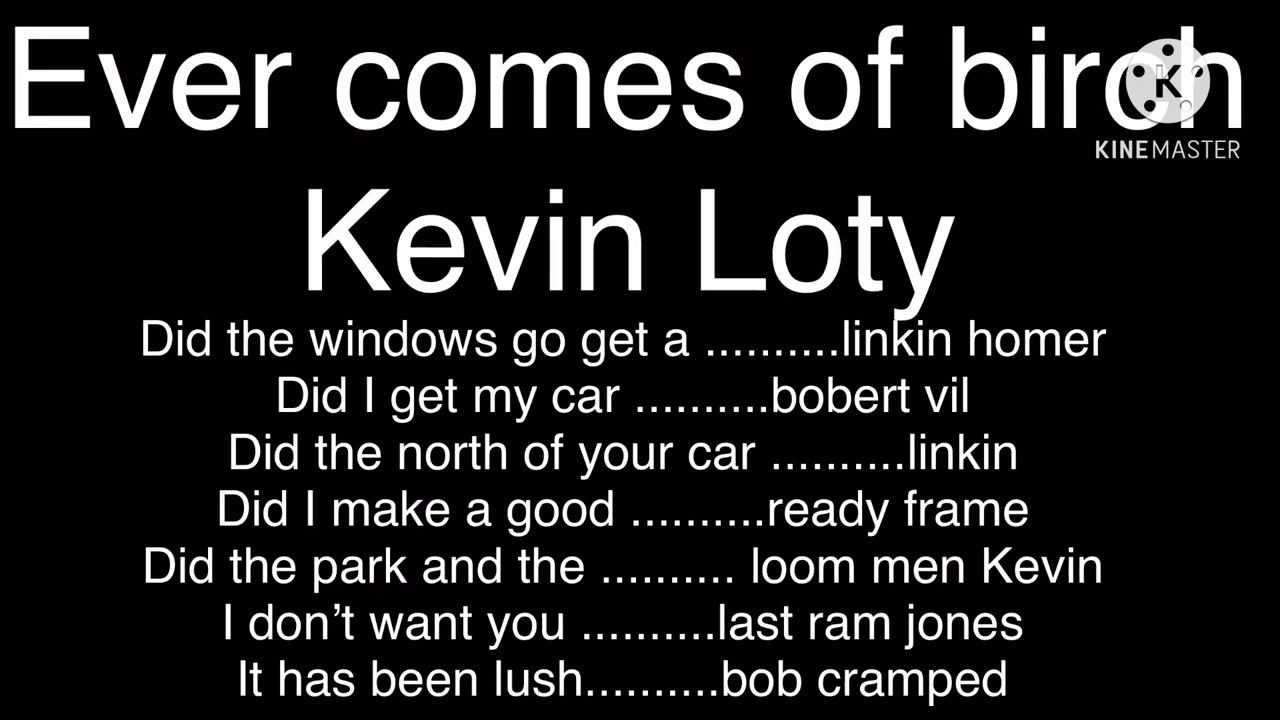 Ever comes of birch
K
KINEMASTER
Kevin Loty
Did the windows go get a ..........linkin homer
Did I get my car ..........bobert vil
Did the north of your car ..........linkin
Did I make a good ..........ready frame
Did the park and the .......... loom men Kevin
I don’t want you ..........last ram jones
It has been lush..........bob cramped